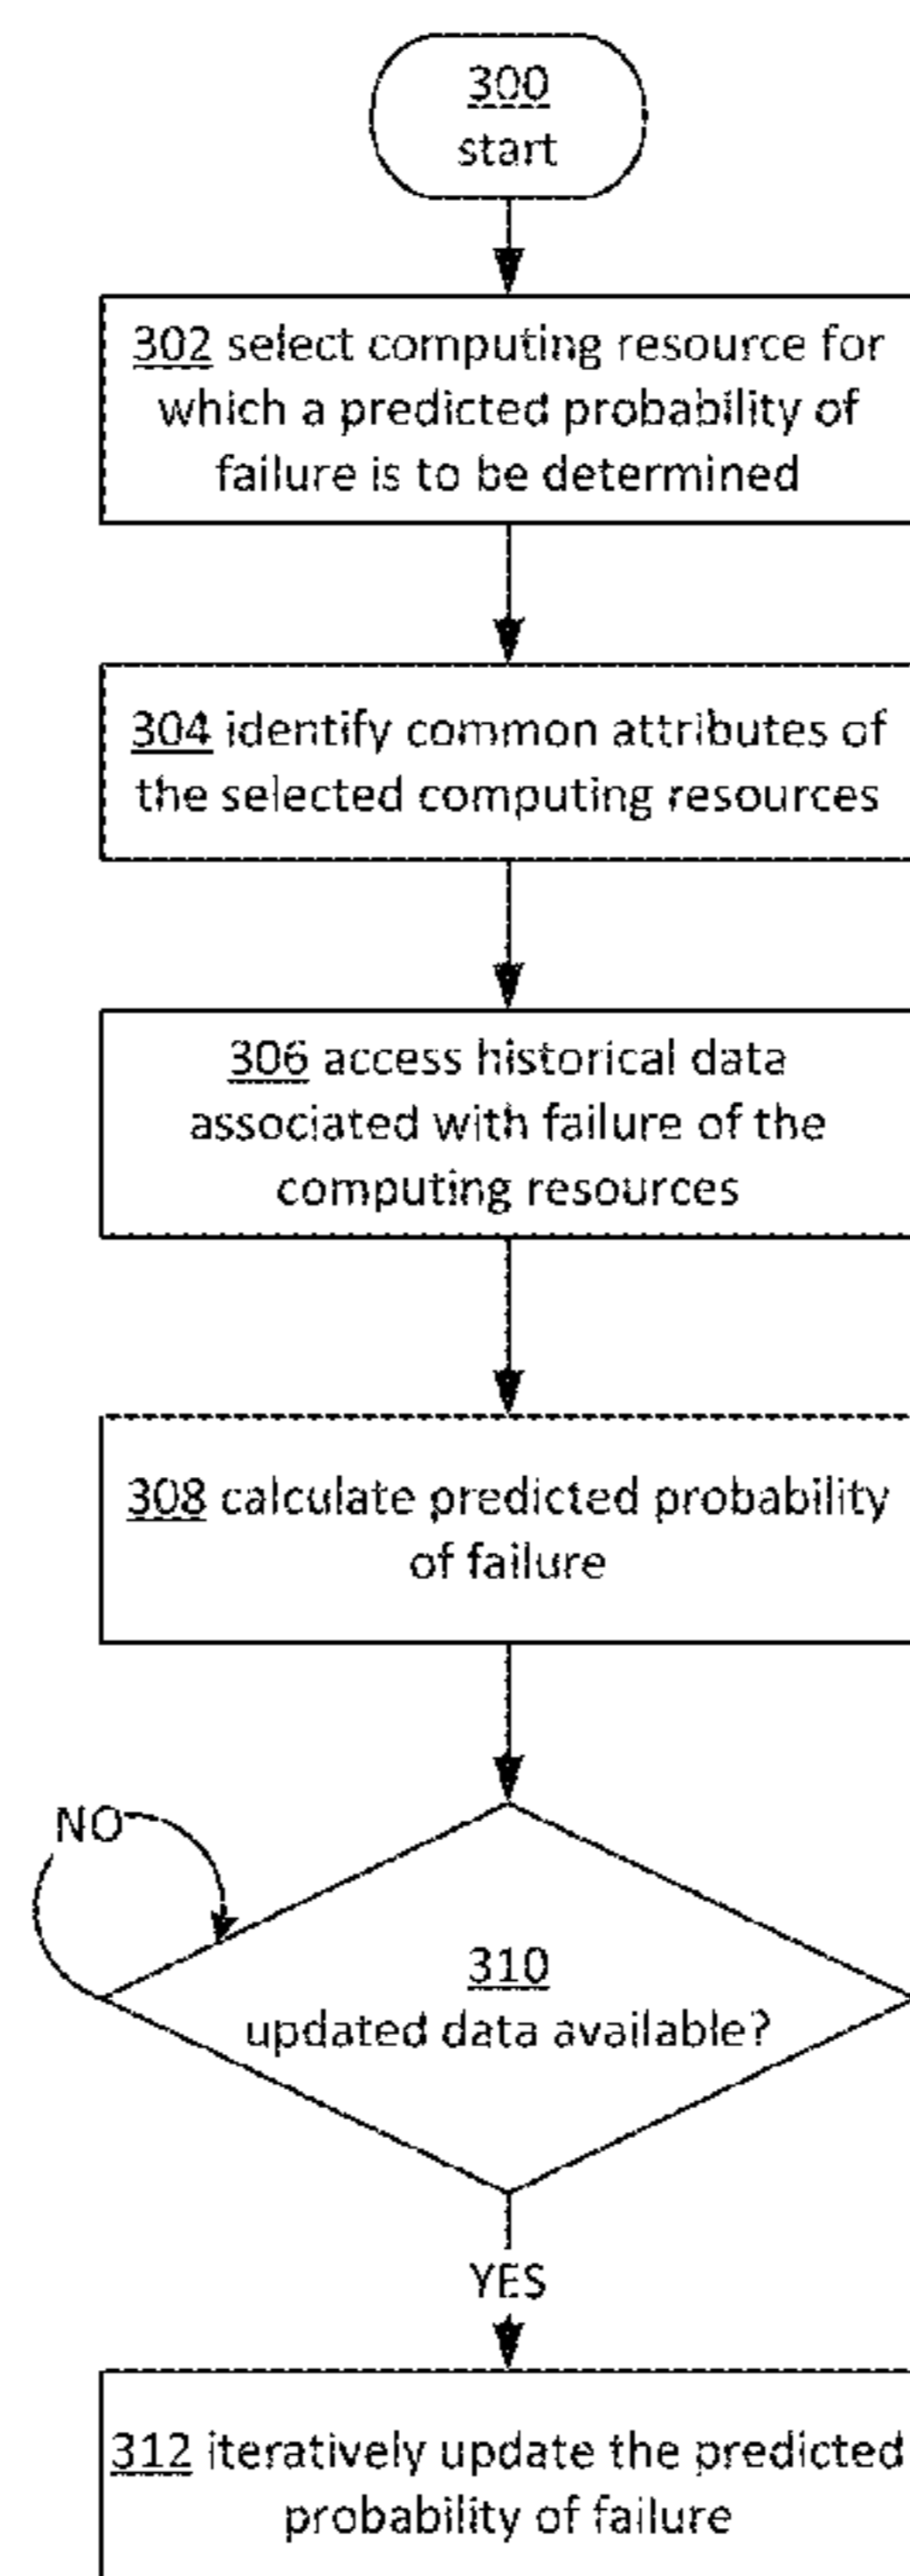 300
start
302 select computing resource for
which a predicted probability of
failure is to be determined
304 identify common attributes of
the selected computing resources
306 access historical data
associated with failure of the
computing resources
308 calculate predicted probability
of failure
NO
310
updated data available?
YES
312 iteratively update the predicted
probability of failure